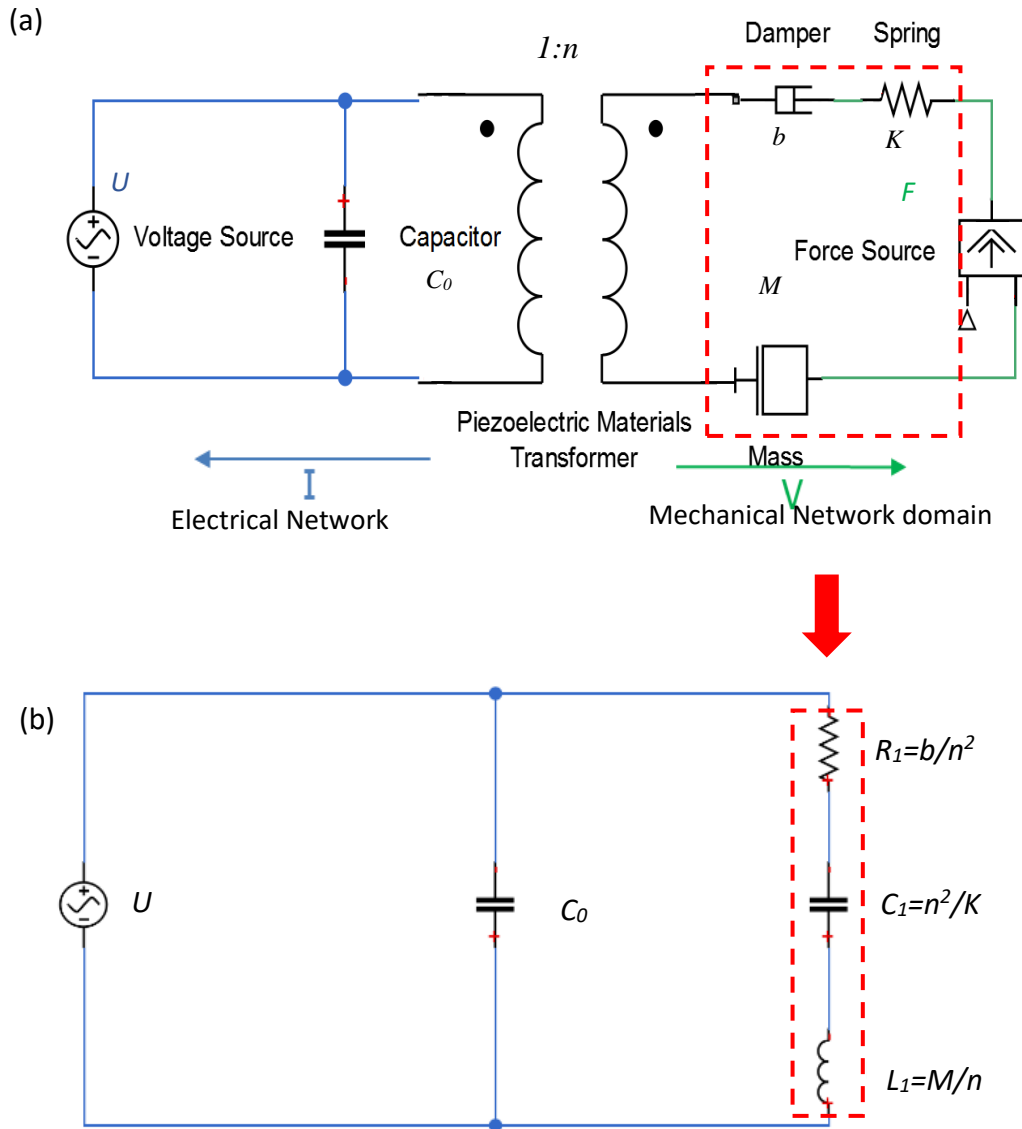 (a)
1:n
Damper
Spring
b
K
U
F
Voltage Source
Capacitor
Force Source
C₀
M
Piezoelectric Materials
Transformer
Mass
I
V
Electrical Network
Mechanical Network domain
(b)
R₁=b/n²
U
C₀
C₁=n²/K
L₁=M/n